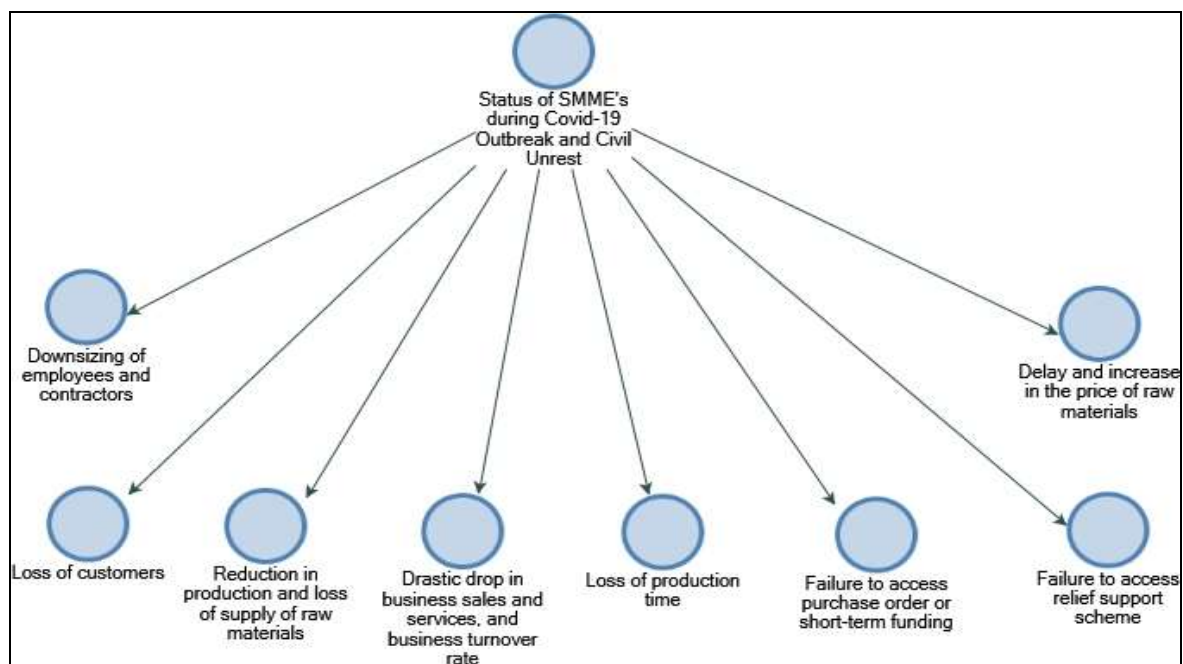 Status of SMME's
during Covid-19
Outbreak and Civil
Unrest
Downsizing of
employees and
contractors
Delay and increase
in the price of raw
materials
Loss of customers
Reduction in
production and loss
of supply of raw
materials
Drastic drop in
business sales and
services, and
business turnover
rate
Loss of production
time
Failure to access
purchase order or
short-term funding
Failure to access
relief support
scheme